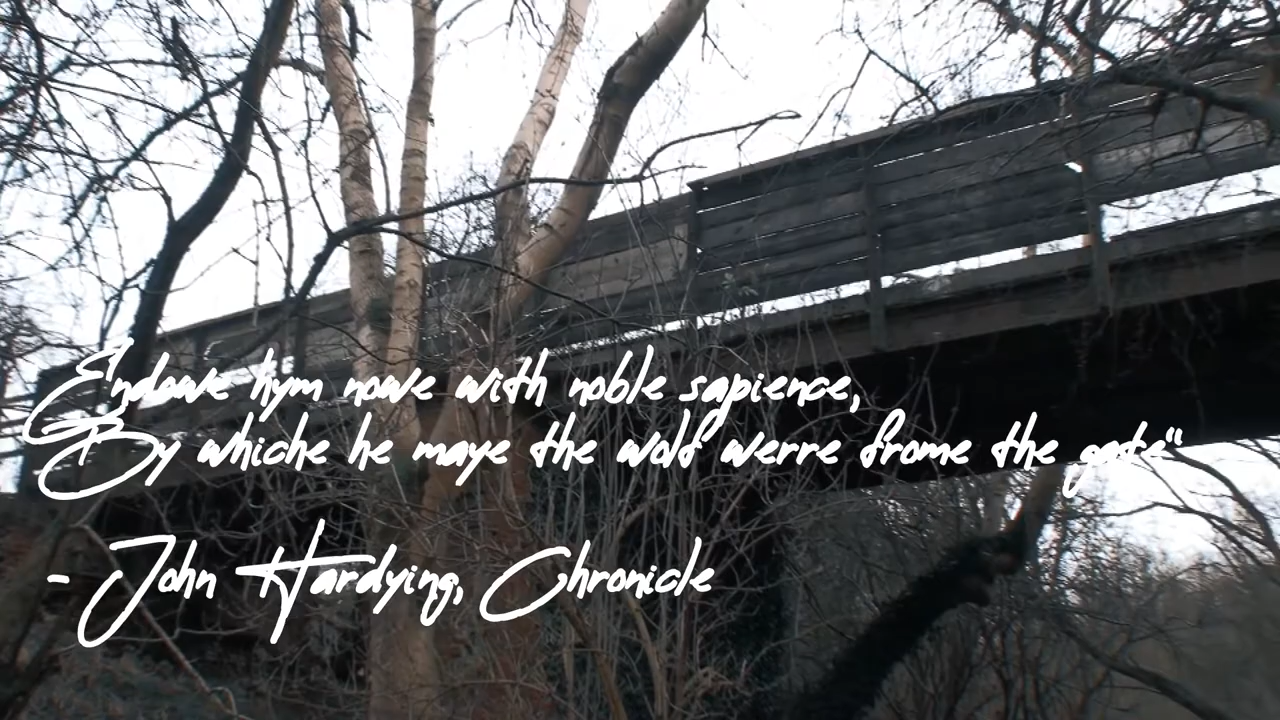 Endowe hym nowe with noble sapience,
By whiche he maye the wolf werre frome the gate"
- John Hardying, Chronicle